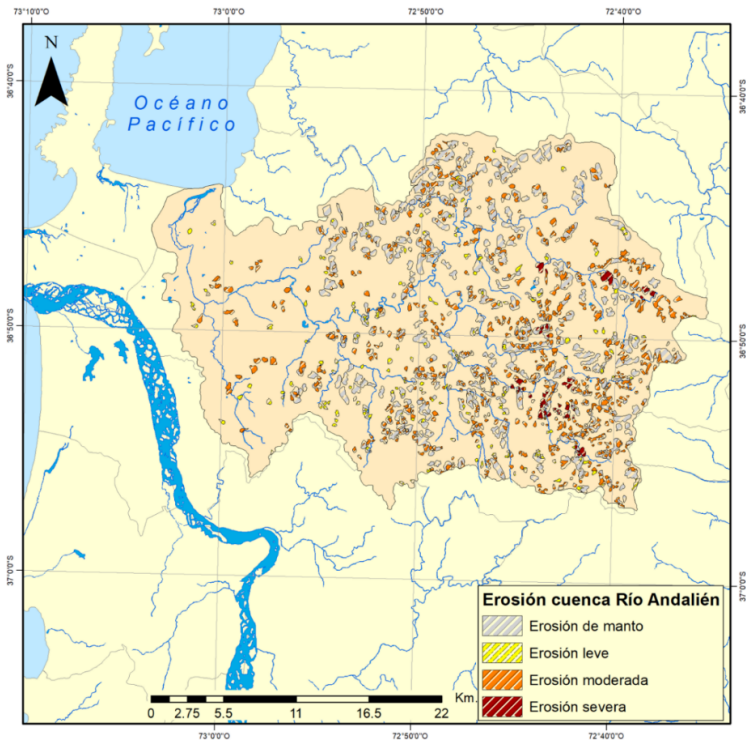 73°10'0"O 73°0'0"O 72°50'0"O 72°40'0"O
N
36°40'0"S 36°40'0"S
Océano
Pacífico
36°50'0"S 36°50'0"S
37°0'0"S 37°0'0"S
Erosión cuenca Río Andalién
Erosión de manto
Erosión leve
Erosión moderada
Erosión severa
Km.
0 2.75 5.5 11 16.5 22
73°0'0"O 72°50'0"O 72°40'0"O